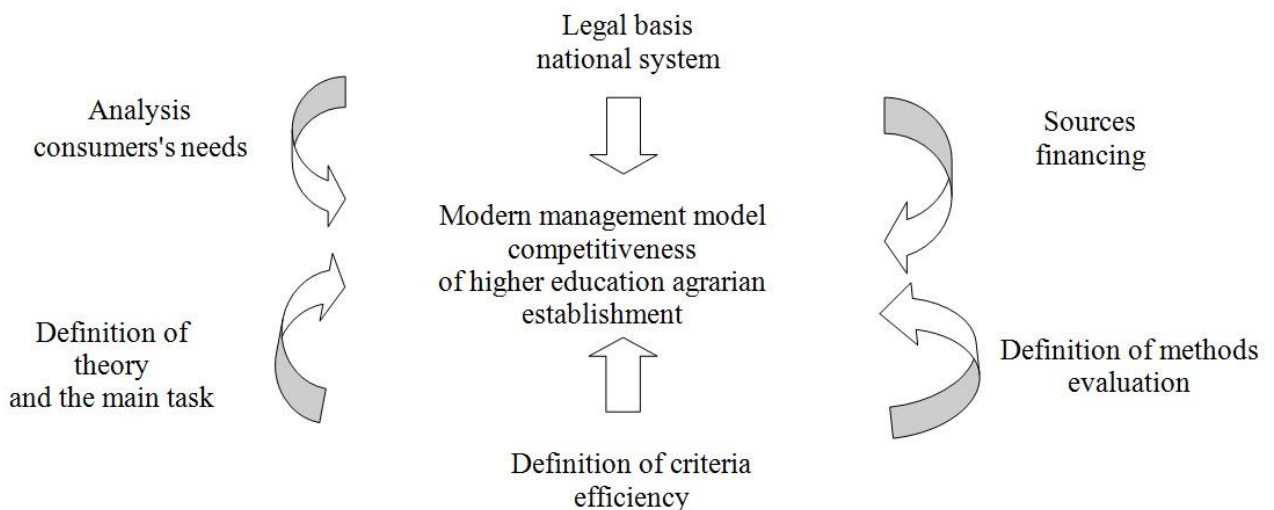 Legal basis
national system
Analysis
consumers's needs
Sources
financing
Modern management model
competitiveness
of higher education agrarian
establishment
Definition of
theory
and the main task
Definition of methods
evaluation
Definition of criteria
efficiency